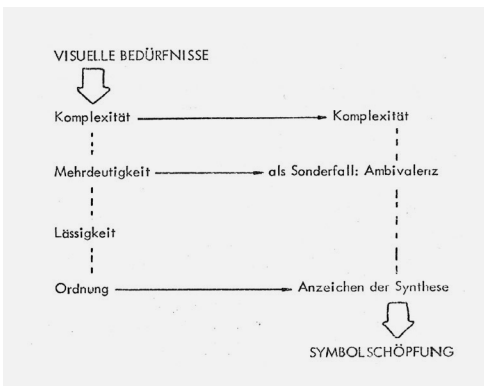 VISUELLE BEDÜRFNISSE
Komplexität Komplexität
Mehrdeutigkeit als Sonderfall: Ambivalenz
Lässigkeit
Ordnung Anzeichen der Synthese
SYMBOLSCHÖPFUNG